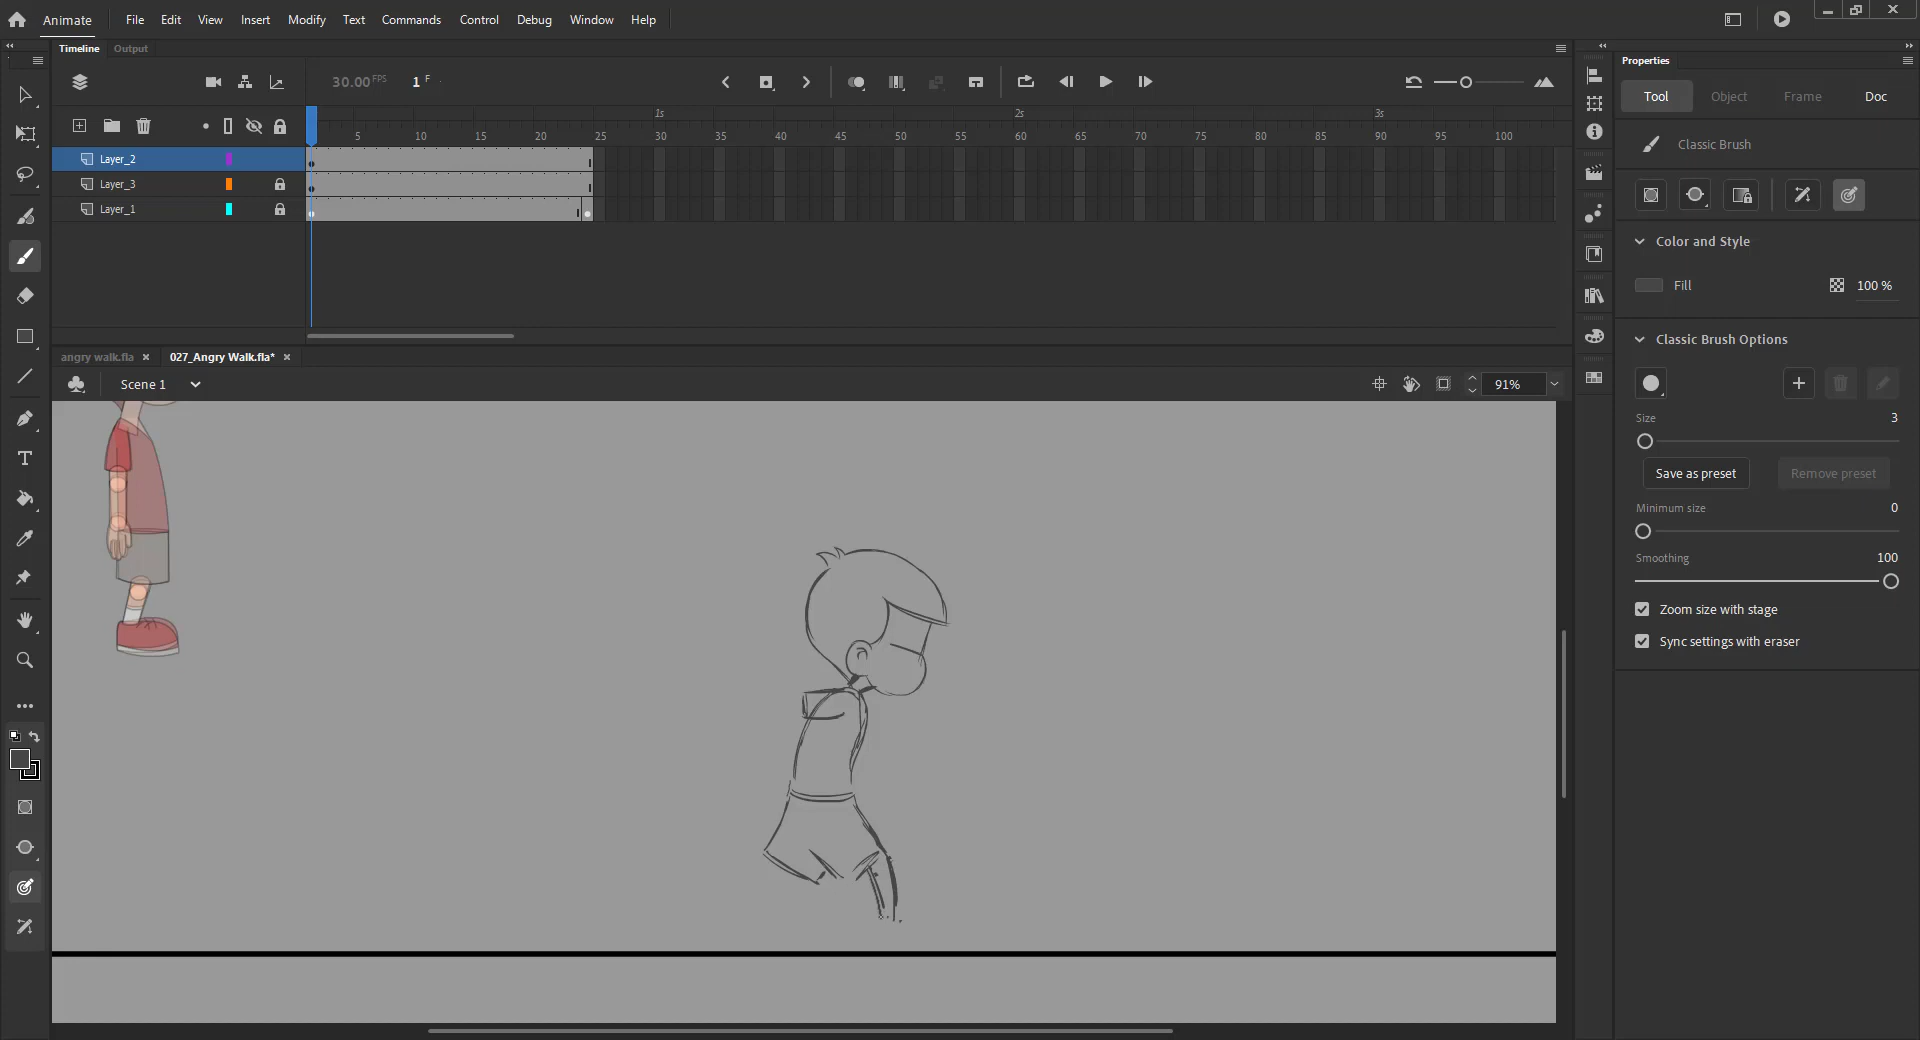 Animate File Edit View Insert Modify Text Commands Control Debug Window Help
Timeline Output
Properties
30.00 FPS 1 F
Tool Object Frame Doc
1s 2s 3s
5 10 15 20 25 30 35 40 45 50 55 60 65 70 75 80 85 90 95 100
Classic Brush
Layer_2
Layer_3
Layer_1
Color and Style
Fill 100 %
Classic Brush Options
angry walk.fla 027_Angry Walk.fla*
Scene 1 91%
Size 3
Save as preset Remove preset
Minimum size 0
Smoothing 100
Zoom size with stage
Sync settings with eraser